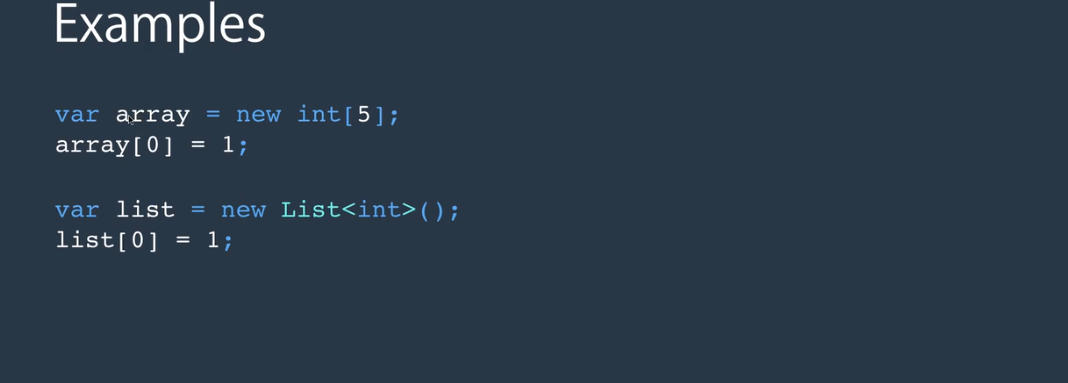 Examples
var array = new int[5];
array[0] = 1;
var list = new List<int>();
list[0] = 1;